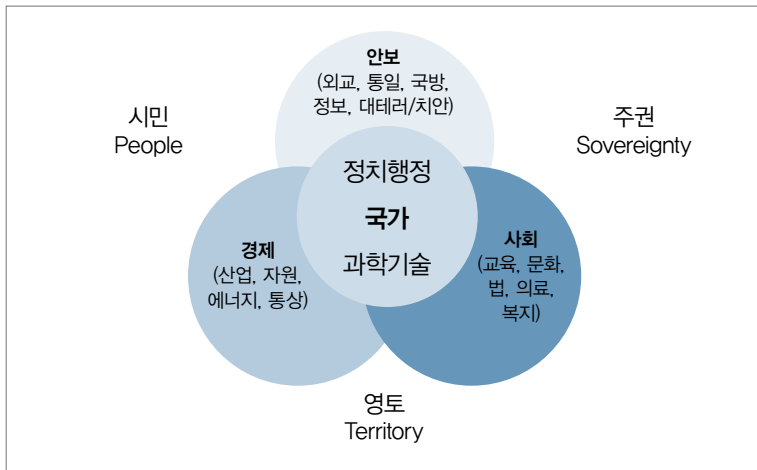 안보
(외교, 통일, 국방,
정보, 대테러/치안)
시민
People
주권
Sovereignty
정치행정
국가
과학기술
경제
(산업, 자원,
에너지, 통상)
사회
(교육, 문화,
법, 의료,
복지)
영토
Territory